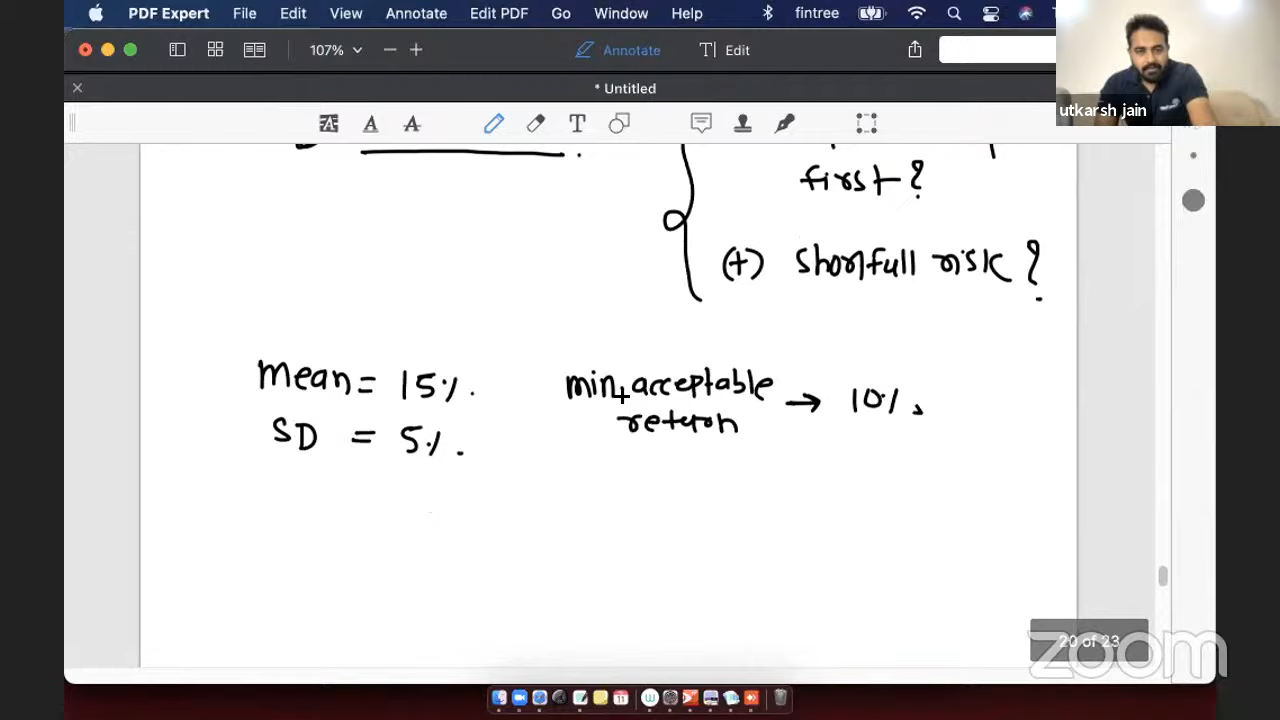 PDF Expert File Edit View Annotate Edit PDF Go Window Help fintree
107% Annotate T Edit
* Untitled
utkarsh jain
first?
(+) shortfull risk?
Mean = 15%.
SD = 5%.
min. acceptable return → 10%.
20 of 23
zoom